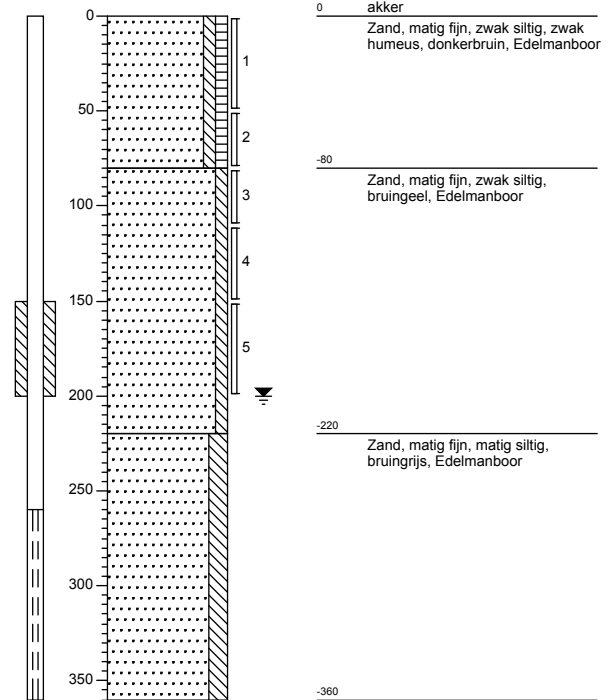 0
50
100
150
200
250
300
350
1
2
3
4
5
0
akker
Zand, matig fijn, zwak siltig, zwak
humeus, donkerbruin, Edelmanboor
-80
Zand, matig fijn, zwak siltig,
bruingeel, Edelmanboor
-220
Zand, matig fijn, matig siltig,
bruingrijs, Edelmanboor
-360